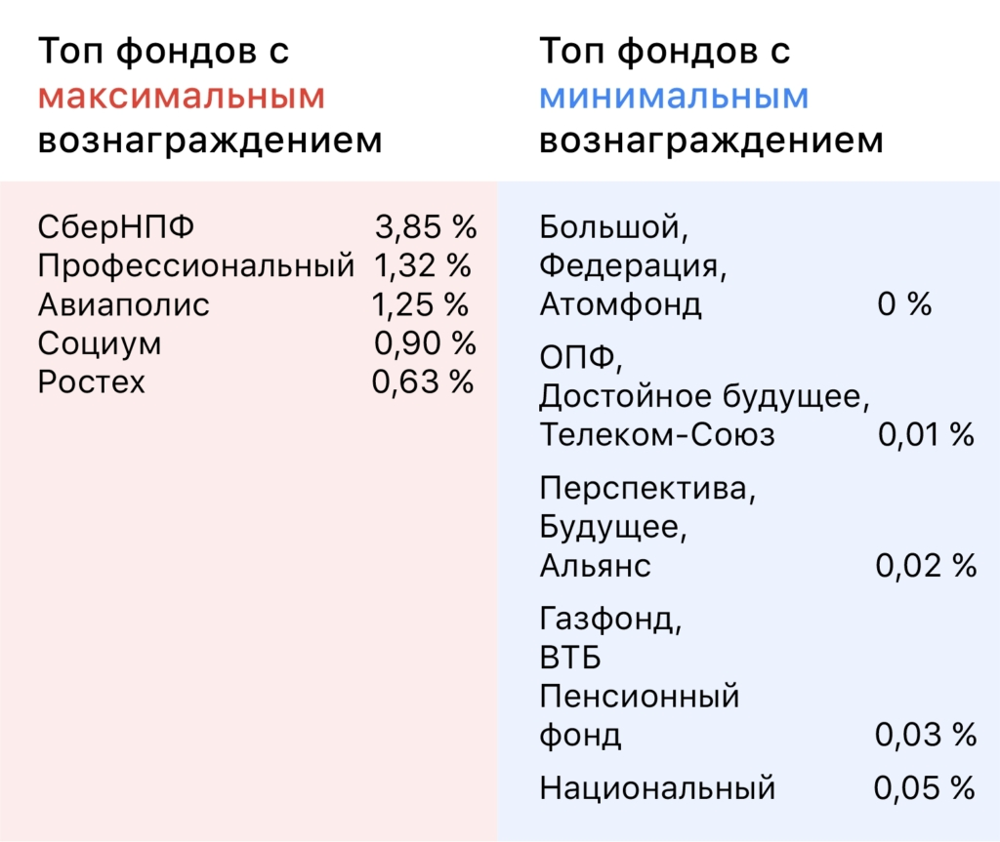 Топ фондов с
максимальным
вознаграждением
СберНПФ 3,85 %
Профессиональный 1,32 %
Авиаполис 1,25 %
Социум 0,90 %
Ростех 0,63 %
Топ фондов с
минимальным
вознаграждением
Большой,
Федерация,
Атомфонд 0 %
ОПФ,
Достойное будущее,
Телеком-Союз 0,01 %
Перспектива,
Будущее,
Альянс 0,02 %
Газфонд,
ВТБ
Пенсионный
фонд 0,03 %
Национальный 0,05 %